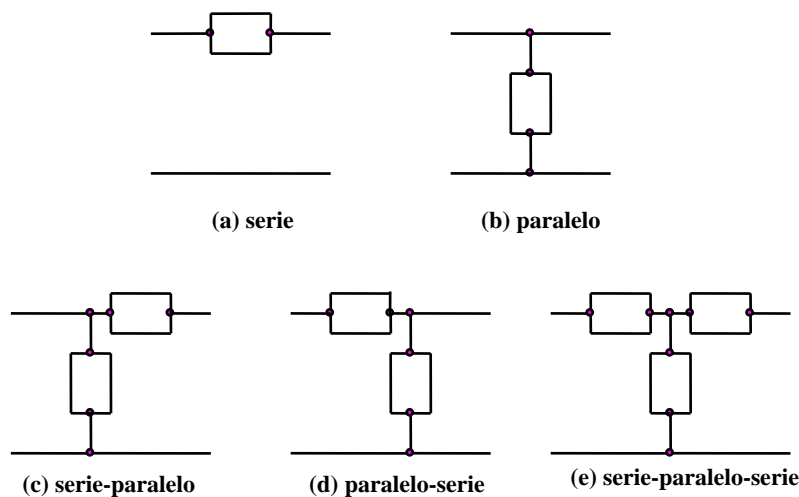 (a) serie
(b) paralelo
(c) serie-paralelo
(d) paralelo-serie
(e) serie-paralelo-serie